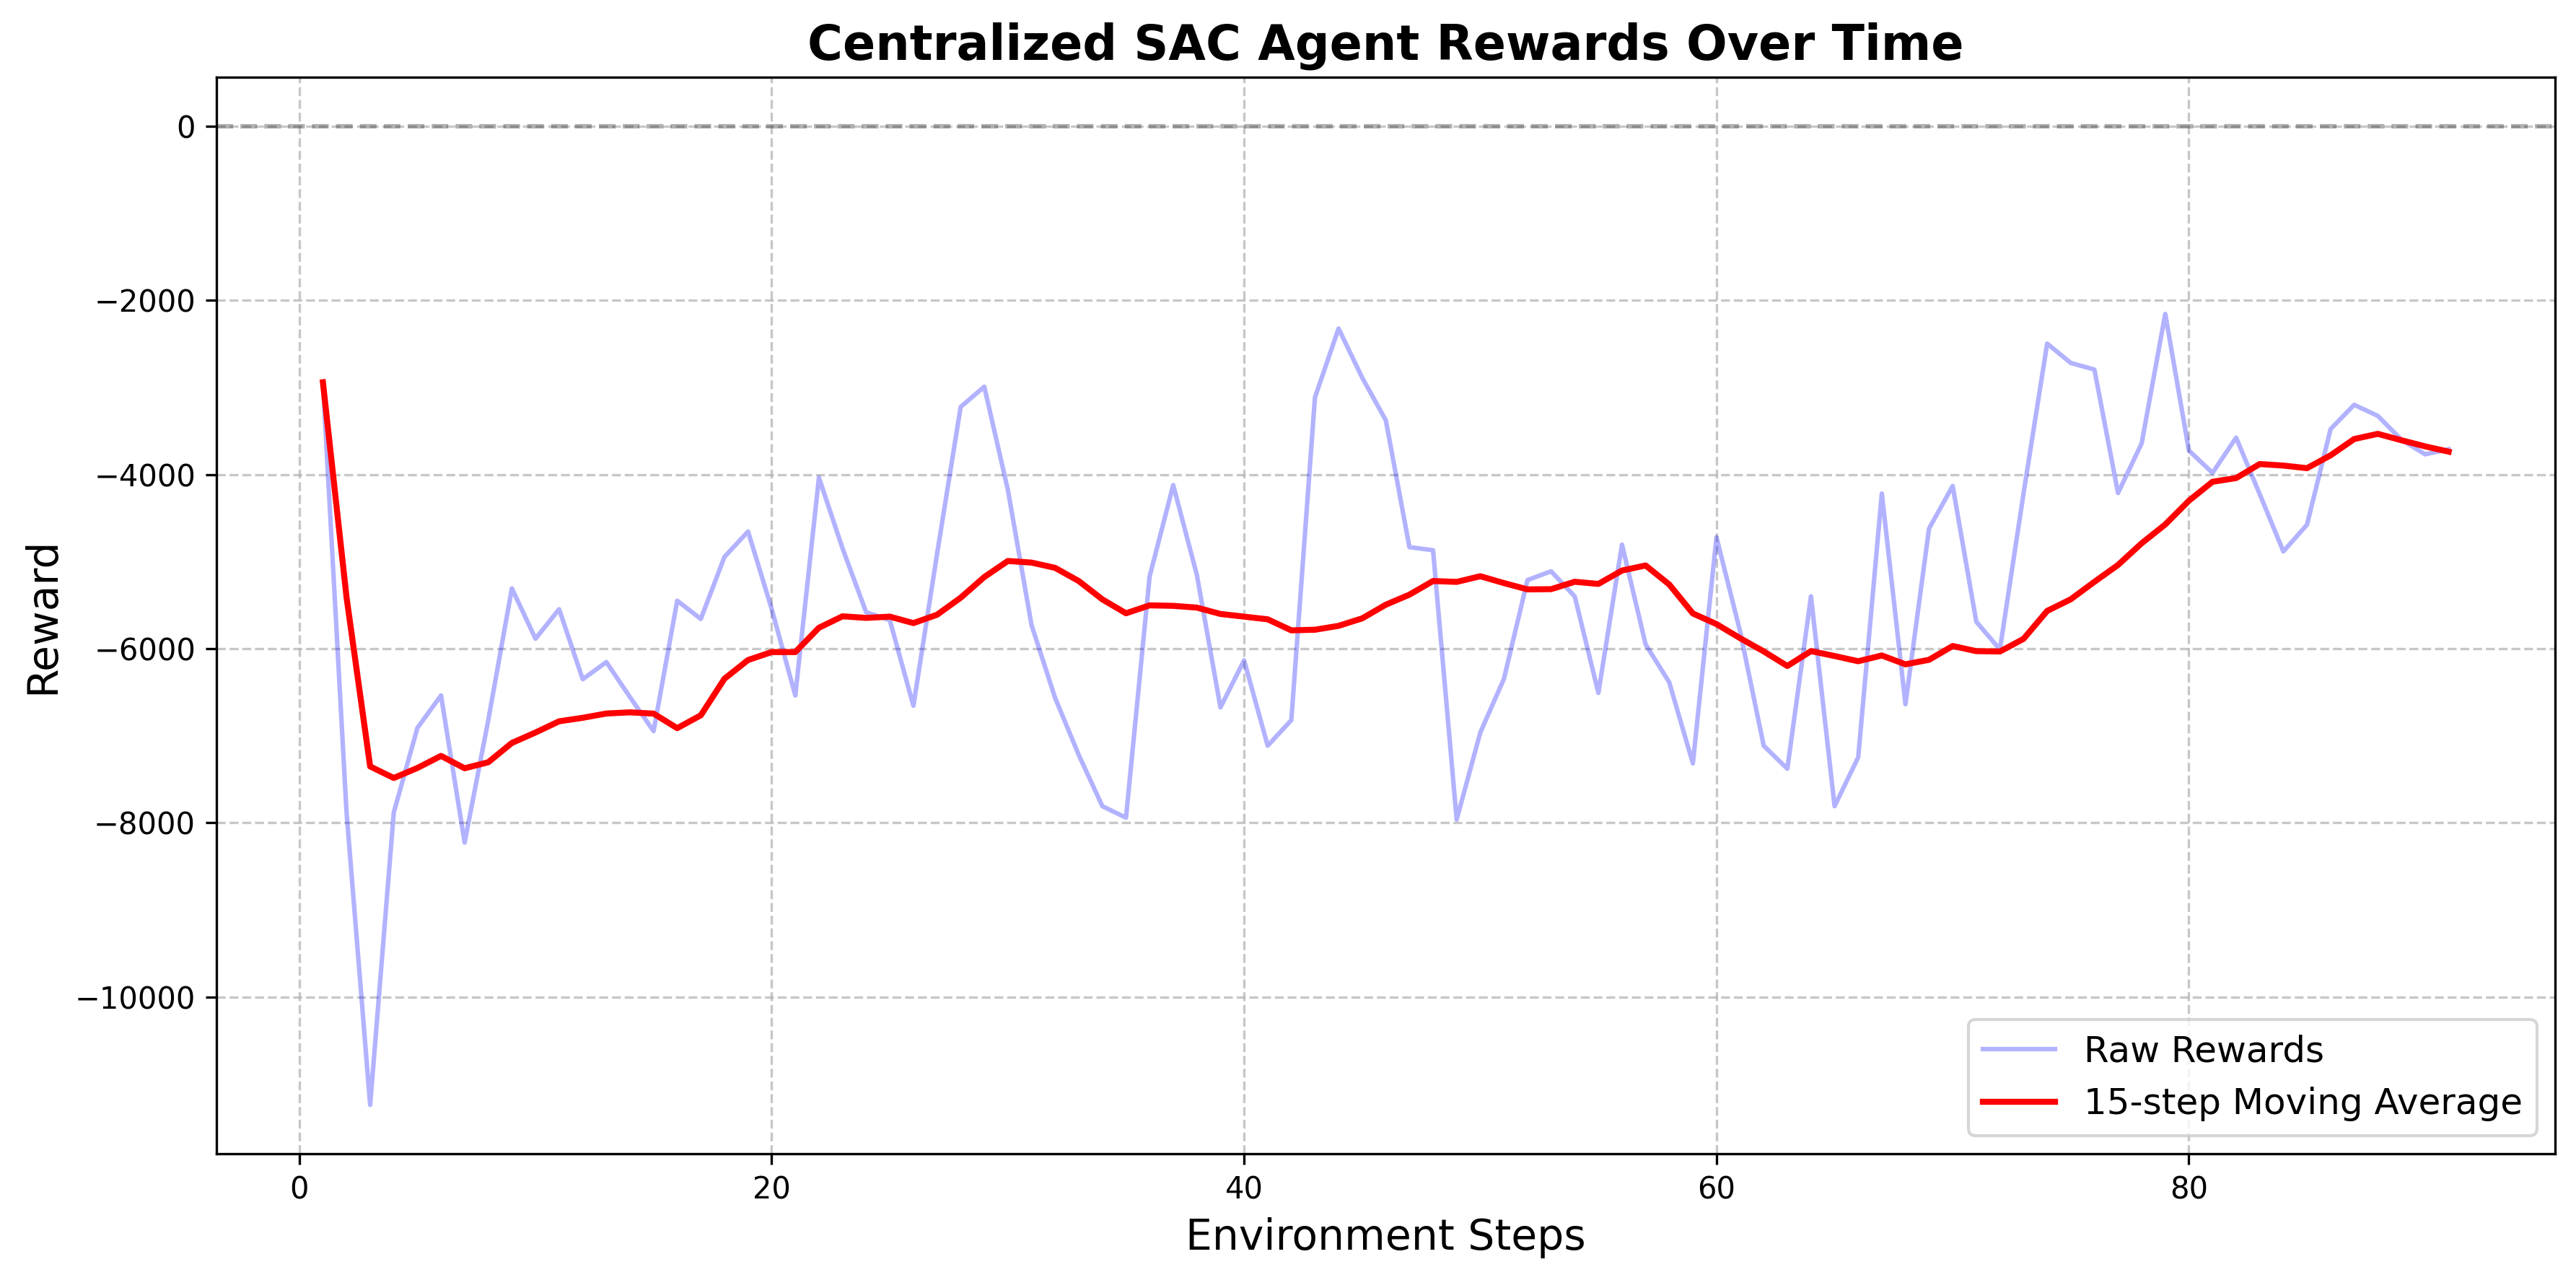 Centralized SAC Agent Rewards Over Time
0
−2000
−4000
−6000
−8000
−10000
Reward
0 20 40 60 80
Environment Steps
Raw Rewards
15-step Moving Average